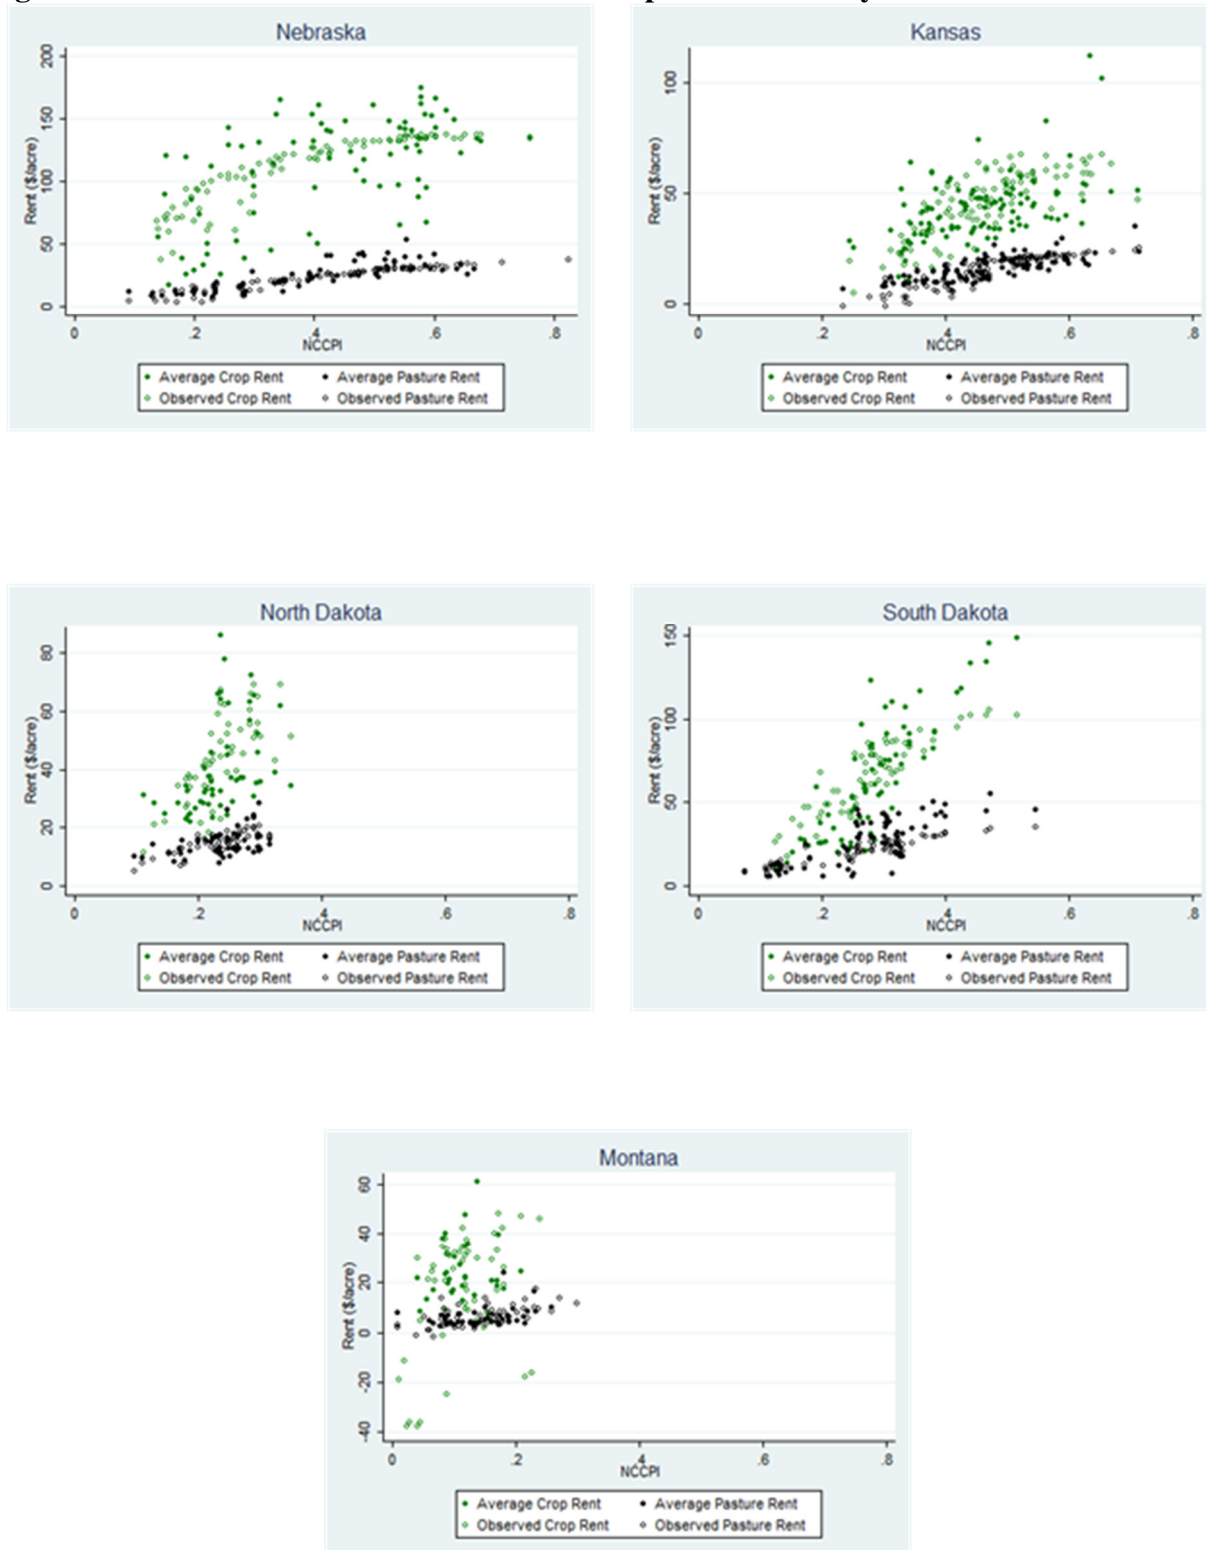 Nebraska
Rent ($/acre)
200
150
100
50
0
0 .2 .4 .6 .8
NCCPI
Average Crop Rent Average Pasture Rent
Observed Crop Rent Observed Pasture Rent
Kansas
Rent ($/acre)
100
50
0
0 .2 .4 .6 .8
NCCPI
Average Crop Rent Average Pasture Rent
Observed Crop Rent Observed Pasture Rent
North Dakota
Rent ($/acre)
80
60
40
20
0
0 .2 .4 .6 .8
NCCPI
Average Crop Rent Average Pasture Rent
Observed Crop Rent Observed Pasture Rent
South Dakota
Rent ($/acre)
150
100
50
0
0 .2 .4 .6 .8
NCCPI
Average Crop Rent Average Pasture Rent
Observed Crop Rent Observed Pasture Rent
Montana
Rent ($/acre)
60
40
20
0
-20
-40
0 .2 .4 .6 .8
NCCPI
Average Crop Rent Average Pasture Rent
Observed Crop Rent Observed Pasture Rent